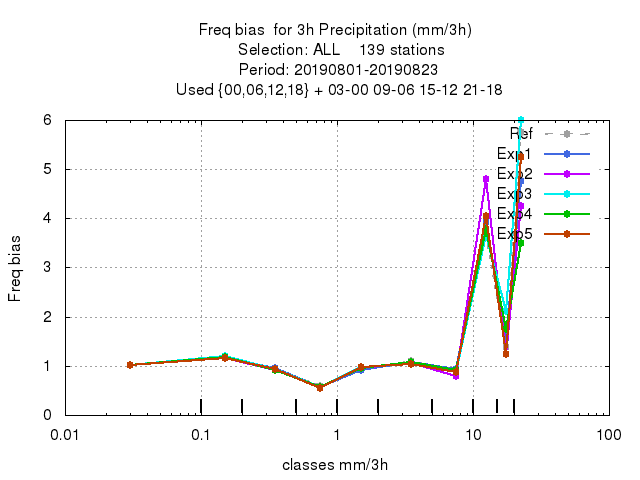 Freq bias  for 3h Precipitation (mm/3h)
Selection: ALL    139 stations
Period: 20190801-20190823
Used {00,06,12,18} + 03-00 09-06 15-12 21-18
Freq bias
6
5
4
3
2
1
0
Ref
Exp1
Exp2
Exp3
Exp4
Exp5
0.01
0.1
1
10
100
classes mm/3h